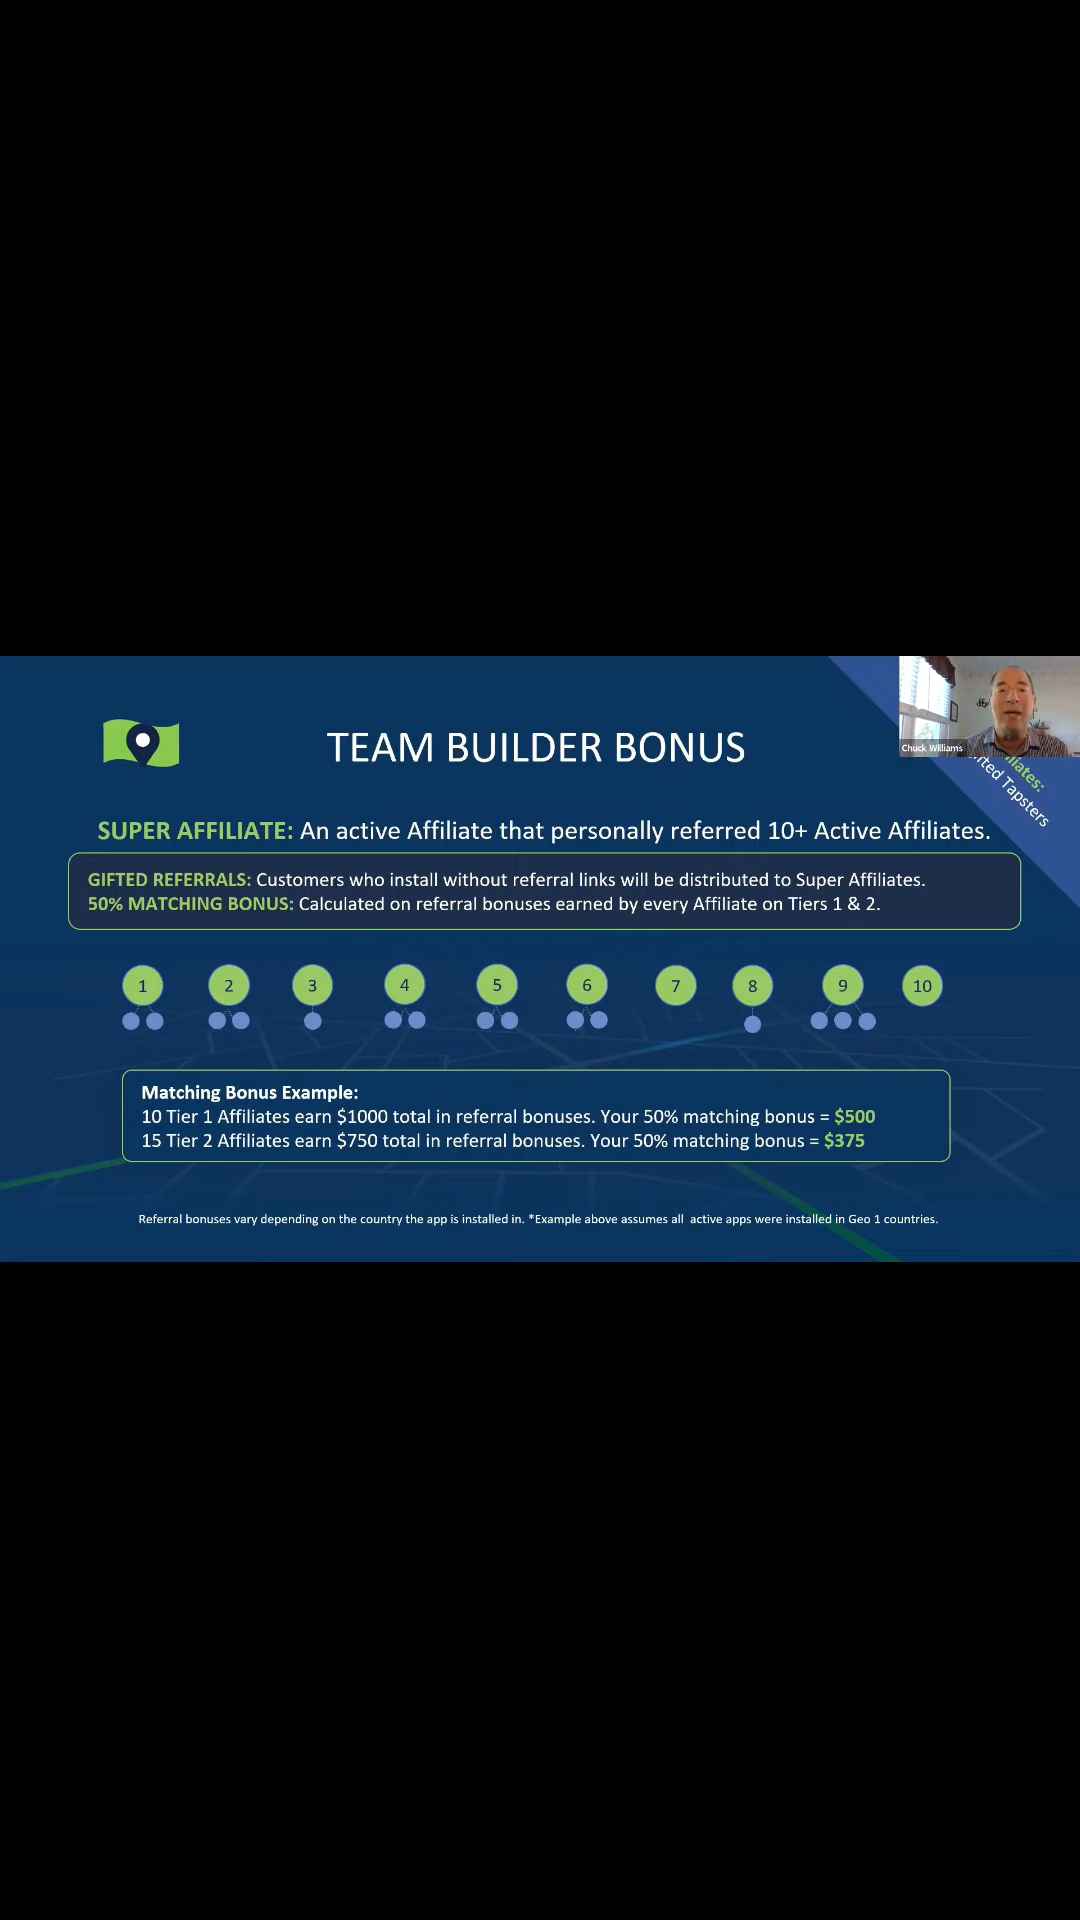 TEAM BUILDER BONUS
Chuck Williams
Tapsters
SUPER AFFILIATE: An active Affiliate that personally referred 10+ Active Affiliates.
GIFTED REFERRALS: Customers who install without referral links will be distributed to Super Affiliates.
50% MATCHING BONUS: Calculated on referral bonuses earned by every Affiliate on Tiers 1 & 2.
1 2 3 4 5 6 7 8 9 10
Matching Bonus Example:
10 Tier 1 Affiliates earn $1000 total in referral bonuses. Your 50% matching bonus = $500
15 Tier 2 Affiliates earn $750 total in referral bonuses. Your 50% matching bonus = $375
Referral bonuses vary depending on the country the app is installed in. *Example above assumes all active apps were installed in Geo 1 countries.